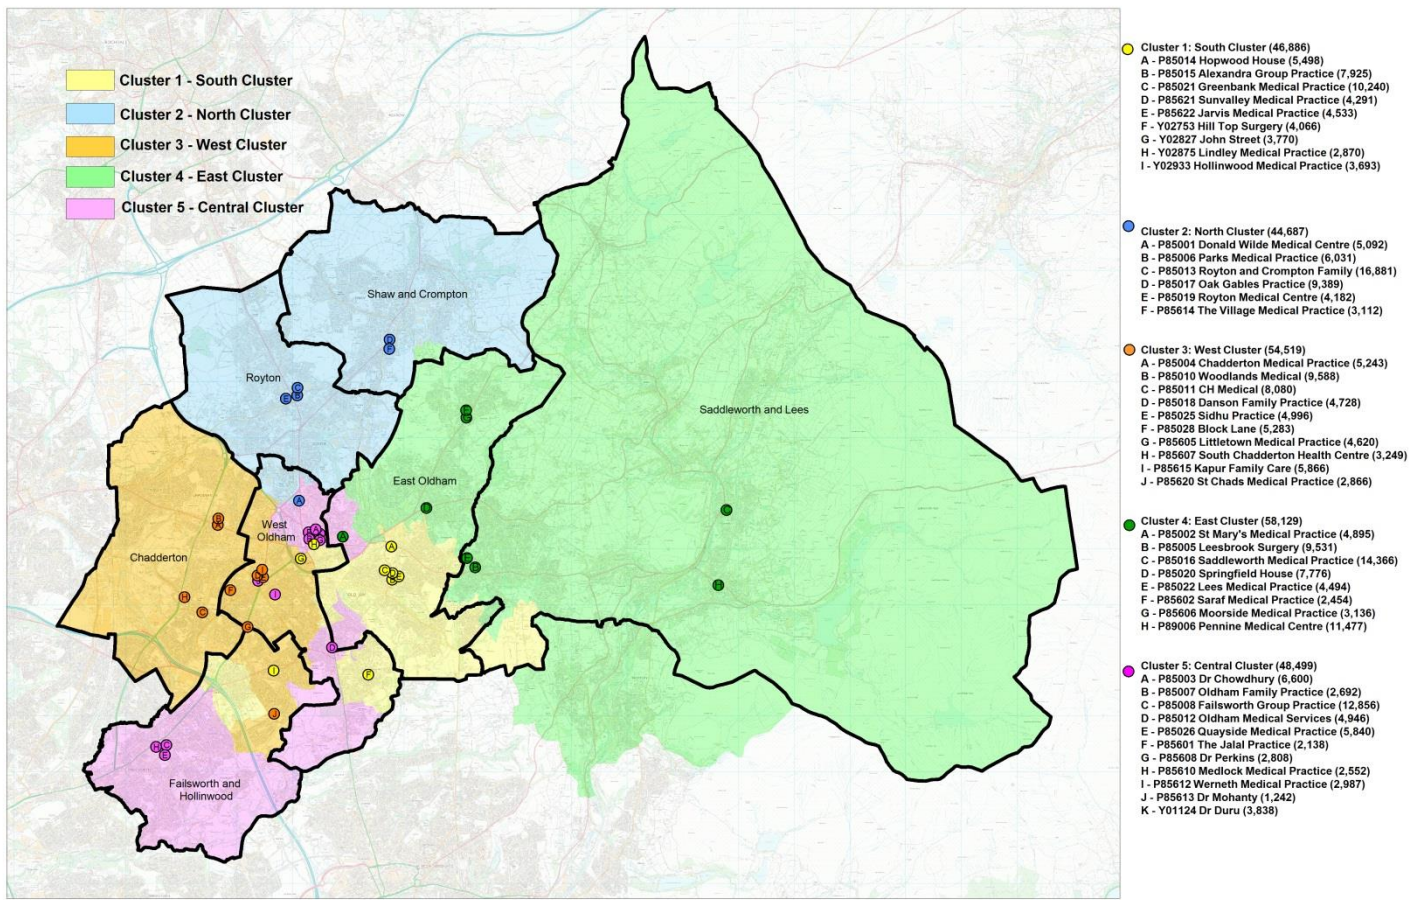 Cluster 1 - South Cluster
Cluster 2 - North Cluster
Cluster 3 - West Cluster
Cluster 4 - East Cluster
Cluster 5 - Central Cluster
Shaw and Crompton
Royton
Saddleworth and Lees
East Oldham
West
Oldham
Chadderton
Failsworth and
Hollinwood
Cluster 1: South Cluster (46,886)
A - P85014 Hopwood House (5,498)
B - P85015 Alexandra Group Practice (7,925)
C - P85021 Greenbank Medical Practice (10,240)
D - P85621 Sunvalley Medical Practice (4,291)
E - P85622 Jarvis Medical Practice (4,533)
F - Y02753 Hill Top Surgery (4,066)
G - Y02827 John Street (3,770)
H - Y02875 Lindley Medical Practice (2,870)
I - Y02933 Hollinwood Medical Practice (3,693)
Cluster 2: North Cluster (44,687)
A - P85001 Donald Wilde Medical Centre (5,092)
B - P85006 Parks Medical Practice (6,031)
C - P85013 Royton and Crompton Family (16,881)
D - P85017 Oak Gables Practice (9,389)
E - P85019 Royton Medical Centre (4,182)
F - P85614 The Village Medical Practice (3,112)
Cluster 3: West Cluster (54,519)
A - P85004 Chadderton Medical Practice (5,243)
B - P85010 Woodlands Medical (9,588)
C - P85011 CH Medical (8,080)
D - P85018 Danson Family Practice (4,728)
E - P85025 Sidhu Practice (4,996)
F - P85028 Block Lane (5,283)
G - P85605 Littletown Medical Practice (4,620)
H - P85607 South Chadderton Health Centre (3,249)
I - P85615 Kapur Family Care (5,866)
J - P85620 St Chads Medical Practice (2,866)
Cluster 4: East Cluster (58,129)
A - P85002 St Mary's Medical Practice (4,895)
B - P85005 Leesbrook Surgery (9,531)
C - P85016 Saddleworth Medical Practice (14,366)
D - P85020 Springfield House (7,776)
E - P85022 Lees Medical Practice (4,494)
F - P85602 Saraf Medical Practice (2,454)
G - P85606 Moorside Medical Practice (3,136)
H - P89006 Pennine Medical Centre (11,477)
Cluster 5: Central Cluster (48,499)
A - P85003 Dr Chowdhury (6,600)
B - P85007 Oldham Family Practice (2,692)
C - P85008 Failsworth Group Practice (12,856)
D - P85012 Oldham Medical Services (4,946)
E - P85026 Quayside Medical Practice (5,840)
F - P85601 The Jalal Practice (2,138)
G - P85608 Dr Perkins (2,808)
H - P85610 Medlock Medical Practice (2,552)
I - P85612 Werneth Medical Practice (2,987)
J - P85613 Dr Mohanty (1,242)
K - Y01124 Dr Duru (3,838)